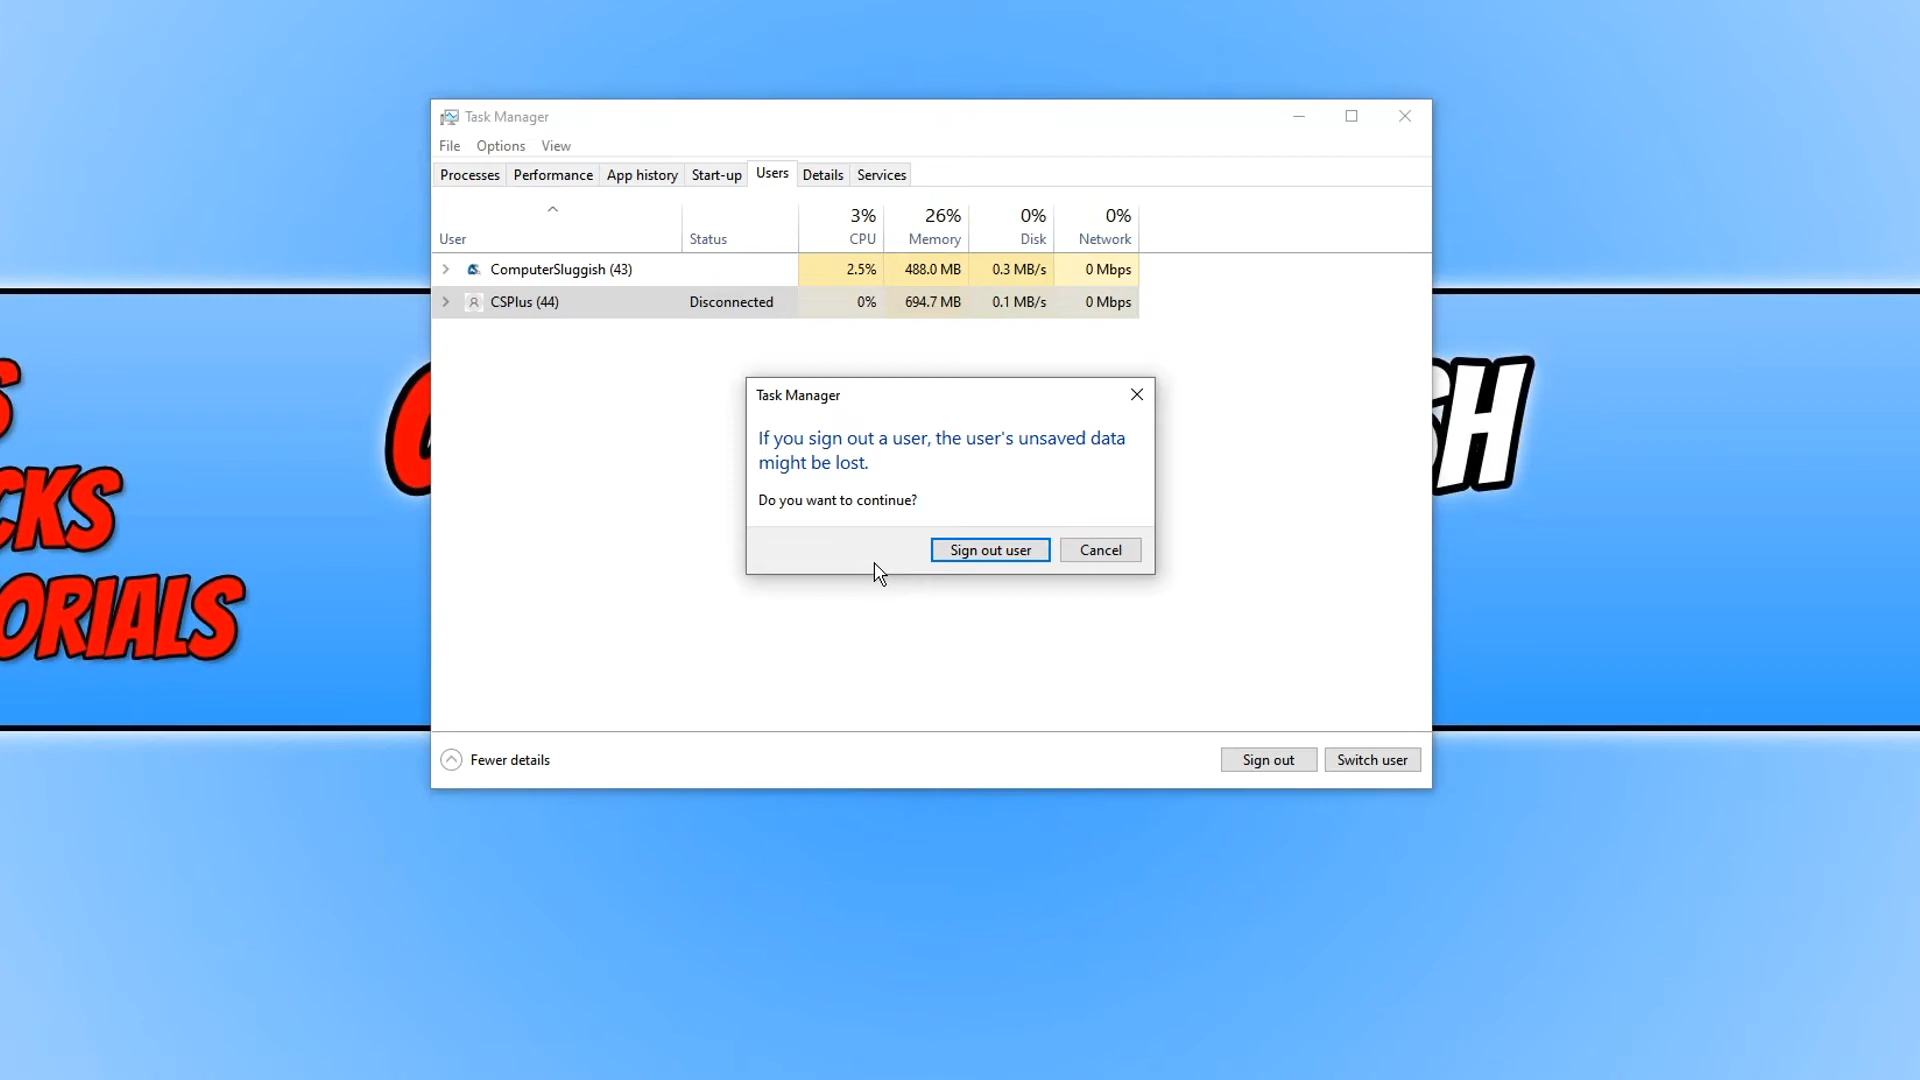 Task Manager
File Options View
Processes Performance App history Start-up Users Details Services
3% 26% 0% 0%
User Status CPU Memory Disk Network
ComputerSluggish (43) 2.5% 488.0 MB 0.3 MB/s 0 Mbps
CSPlus (44) Disconnected 0% 694.7 MB 0.1 MB/s 0 Mbps
Task Manager
If you sign out a user, the user's unsaved data
might be lost.
Do you want to continue?
Sign out user Cancel
Fewer details Sign out Switch user
S
CKS
ORIALS
H